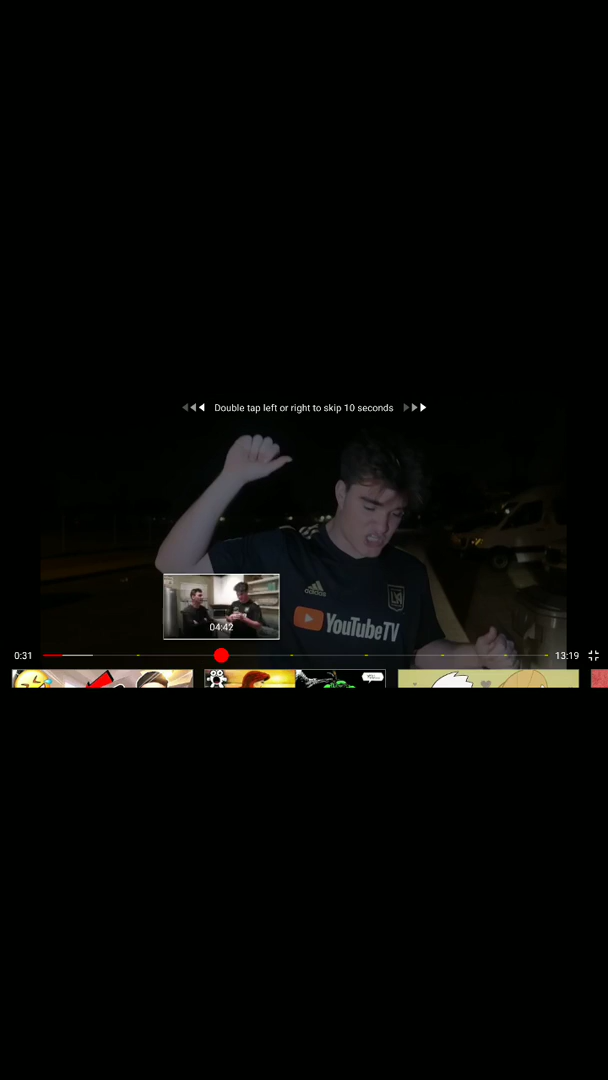 Double tap left or right to skip 10 seconds
adidas
YouTubeTV
04:42
0:31
13:19